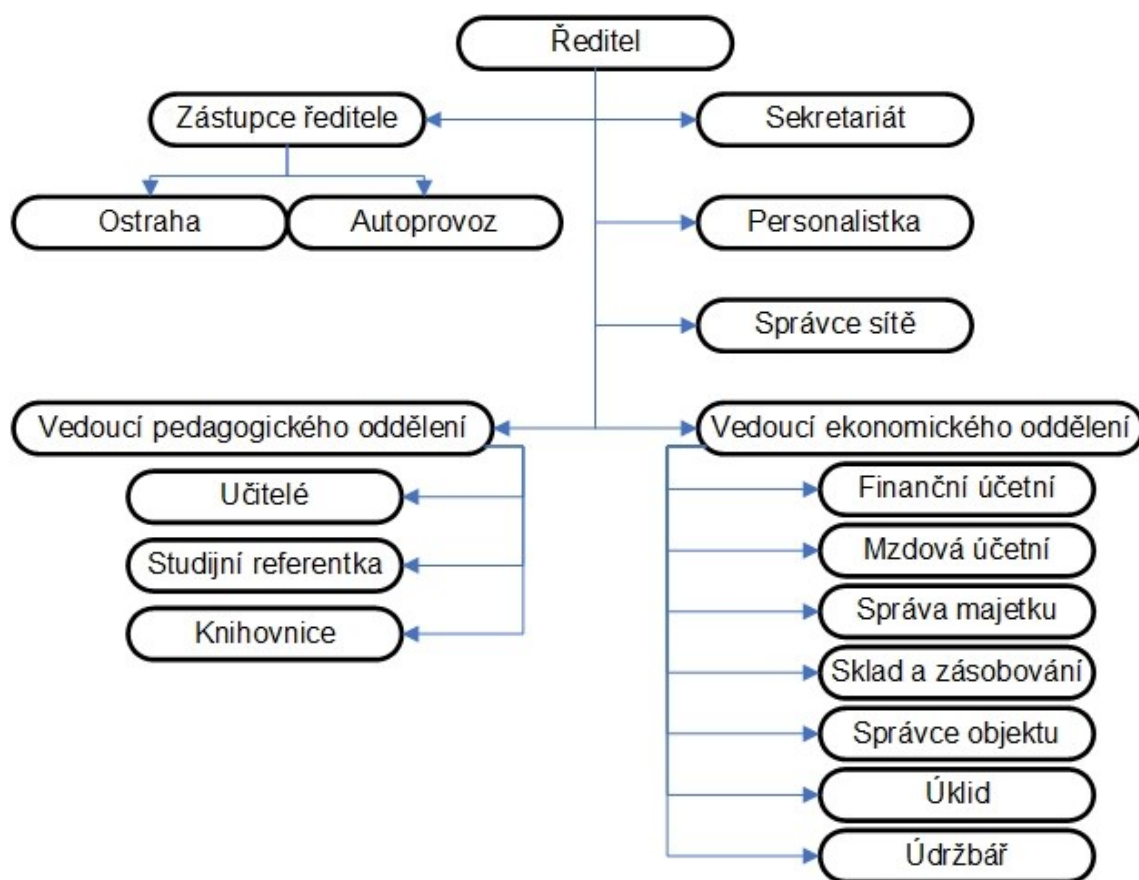 Ředitel
Zástupce ředitele
Sekretariát
Ostraha
Autoprovoz
Personalistka
Správce sítě
Vedoucí pedagogického oddělení
Vedoucí ekonomického oddělení
Učitelé
Studijní referentka
Knihovnice
Finanční účetní
Mzdová účetní
Správa majetku
Sklad a zásobování
Správce objektu
Úklid
Údržbář